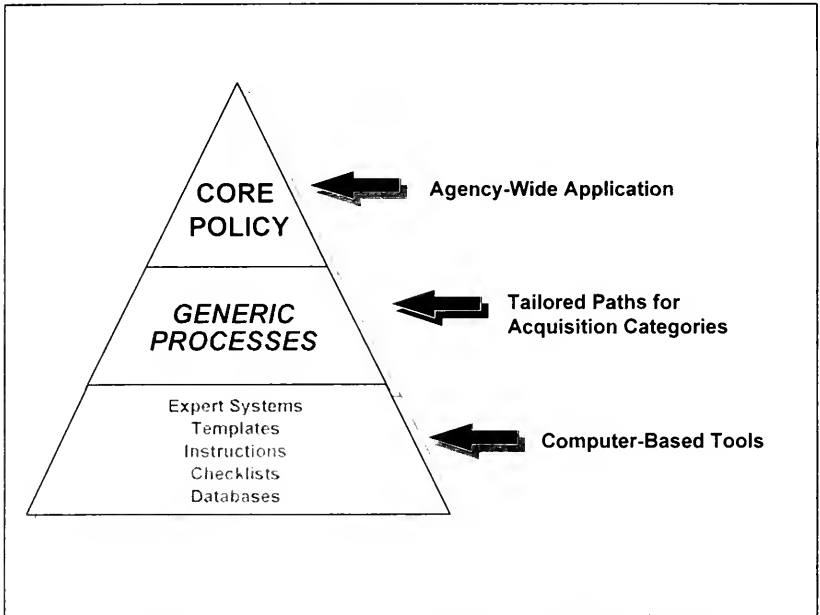 CORE
POLICY
Agency-Wide Application
GENERIC
PROCESSES
Tailored Paths for
Acquisition Categories
Expert Systems
Templates
Instructions
Checklists
Databases
Computer-Based Tools